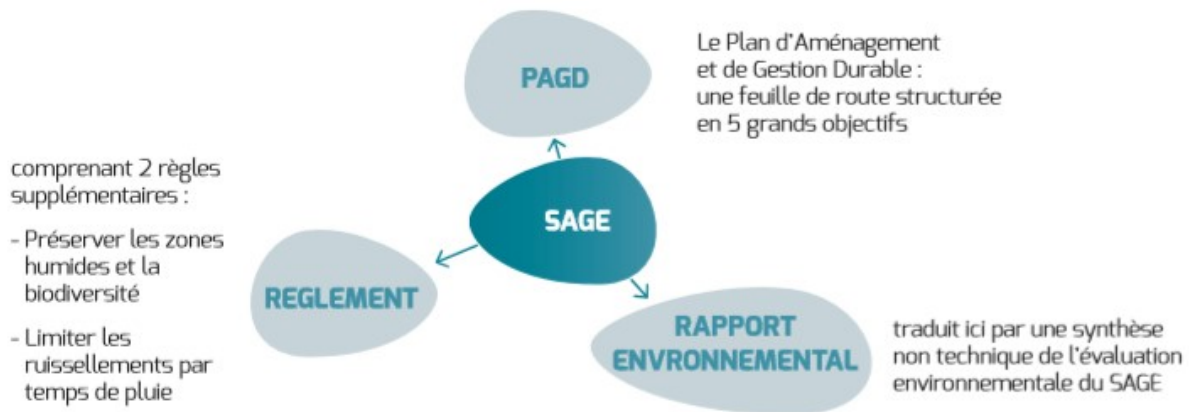 PAGD
Le Plan d'Aménagement
et de Gestion Durable :
une feuille de route structurée
en 5 grands objectifs
SAGE
comprenant 2 règles
supplémentaires :
- Préserver les zones
humides et la
biodiversité
- Limiter les
ruissellements par
temps de pluie
REGLEMENT
RAPPORT
ENVRONNEMENTAL
traduit ici par une synthèse
non technique de l'évaluation
environnementale du SAGE